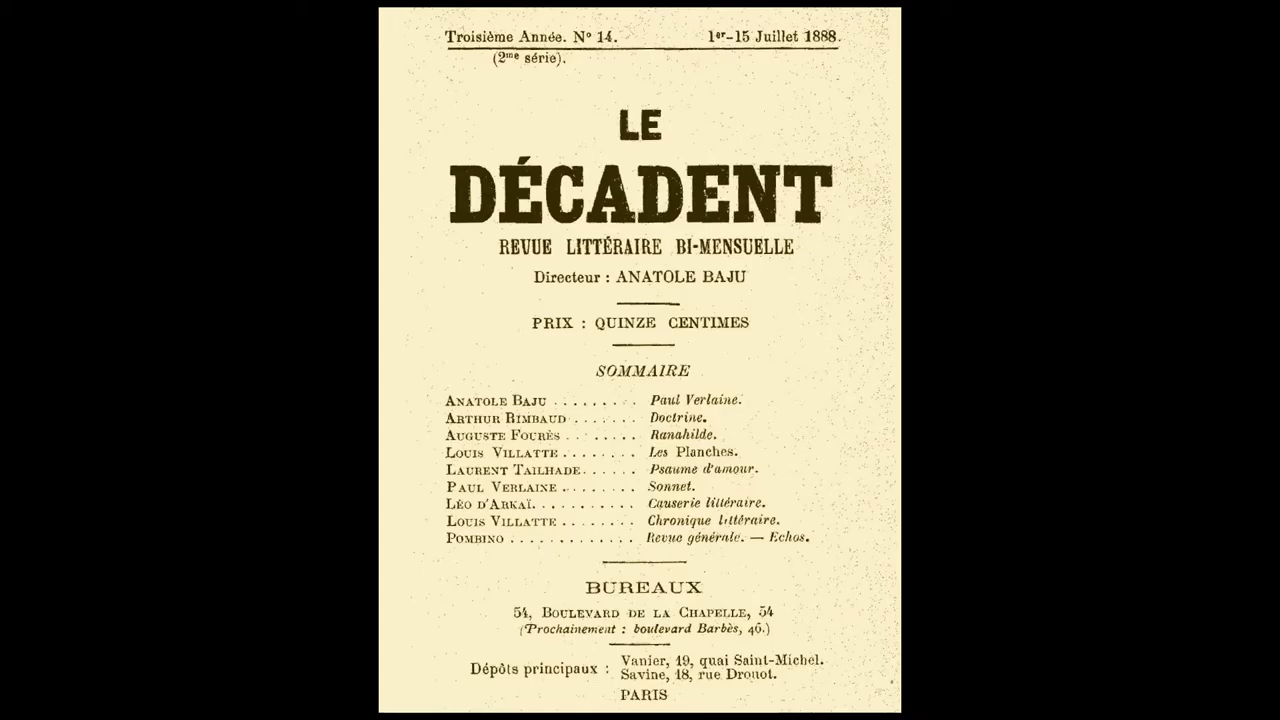 Troisième Année. Nº 14. 1er-15 Juillet 1888.
(2me série).
LE
DÉCADENT
REVUE LITTÉRAIRE BI-MENSUELLE
Directeur : ANATOLE BAJU
PRIX : QUINZE CENTIMES
SOMMAIRE
ANATOLE BAJU . . . . . . . . . Paul Verlaine.
ARTHUR RIMBAUD . . . . . . . Doctrine.
AUGUSTE FOURÈS . . . . . . . . Ranahilde.
LOUIS VILLATTE . . . . . . . . Les Planches.
LAURENT TAILHADE . . . . . . Psaume d'amour.
PAUL VERLAINE . . . . . . . . Sonnet.
LÉO D'ARKAÏ. . . . . . . . . . . Causerie littéraire.
LOUIS VILLATTE . . . . . . . . Chronique littéraire.
POMBINO . . . . . . . . . . . . . Revue générale. — Echos.
BUREAUX
54, BOULEVARD DE LA CHAPELLE, 54
(Prochainement : boulevard Barbès, 46.)
Dépôts principaux : Vanier, 19, quai Saint-Michel.
Savine, 18, rue Drouot.
PARIS